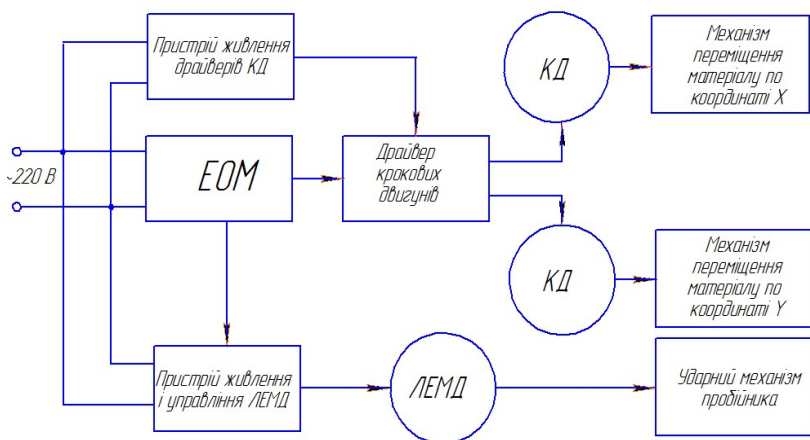 Пристрій живлення
драйверів КД
КД
Механізм
переміщення
матеріалу по
координаті X
~220 В
ЕОМ
Драйвер
крокових
двигунів
КД
Механізм
переміщення
матеріалу по
координаті Y
Пристрій живлення
і управління ЛЕМД
ЛЕМД
Ударний механізм
пробійника